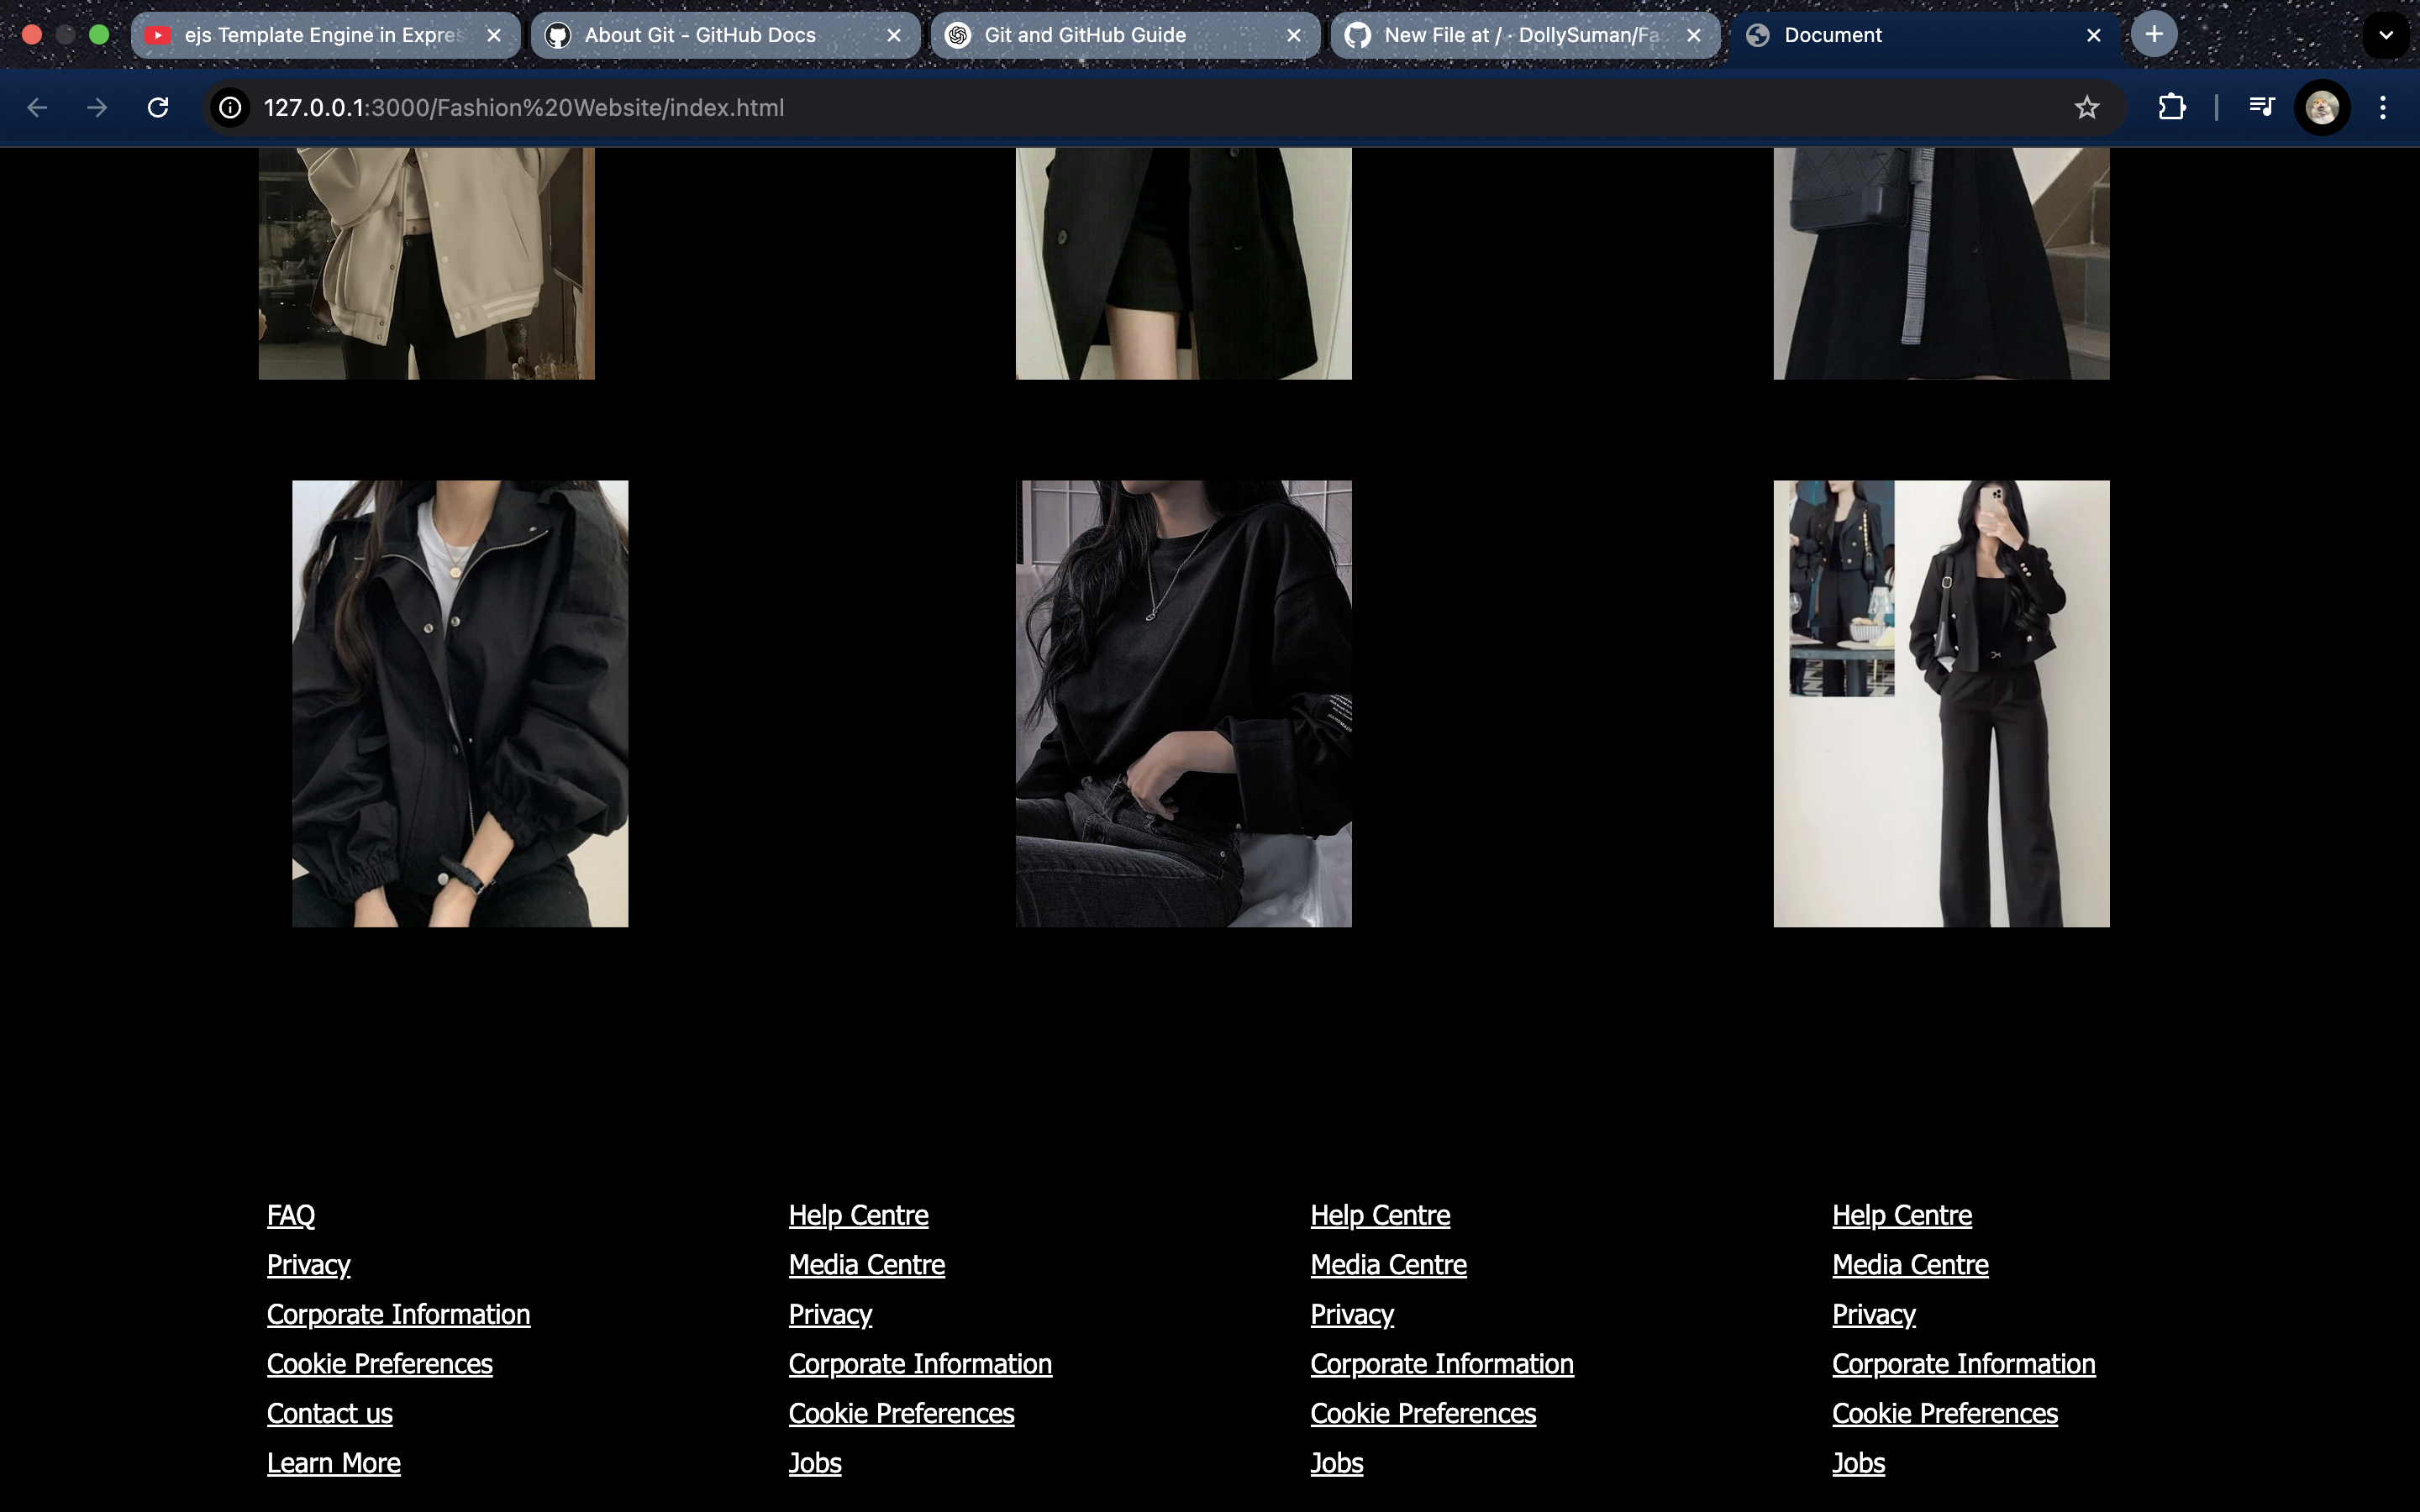 ejs Template Engine in Expres
About Git - GitHub Docs
Git and GitHub Guide
New File at / · DollySuman/Fa
Document
127.0.0.1:3000/Fashion%20Website/index.html
FAQ
Privacy
Corporate Information
Cookie Preferences
Contact us
Learn More
Help Centre
Media Centre
Privacy
Corporate Information
Cookie Preferences
Jobs
Help Centre
Media Centre
Privacy
Corporate Information
Cookie Preferences
Jobs
Help Centre
Media Centre
Privacy
Corporate Information
Cookie Preferences
Jobs